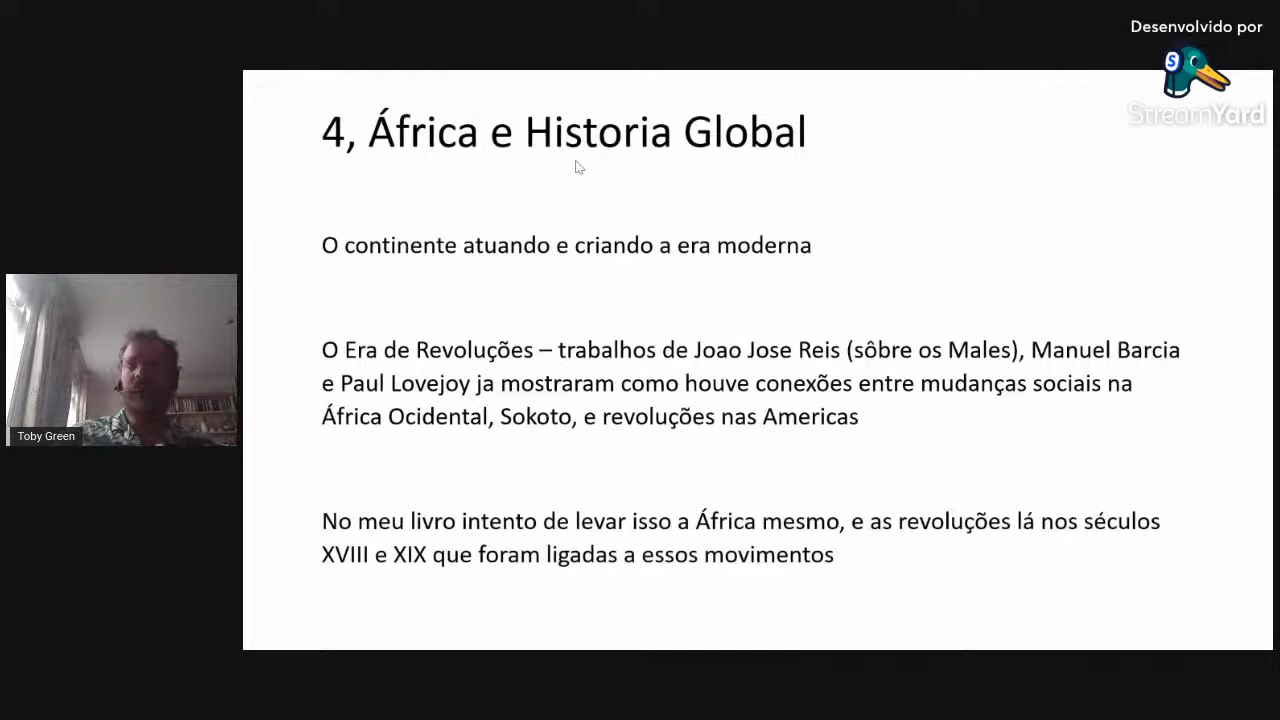 Desenvolvido por
S
StreamYard
4, África e Historia Global
O continente atuando e criando a era moderna
O Era de Revoluções – trabalhos de Joao Jose Reis (sôbre os Males), Manuel Barcia
e Paul Lovejoy ja mostraram como houve conexões entre mudanças sociais na
África Ocidental, Sokoto, e revoluções nas Americas
No meu livro intento de levar isso a África mesmo, e as revoluções lá nos séculos
XVIII e XIX que foram ligadas a essos movimentos
Toby Green